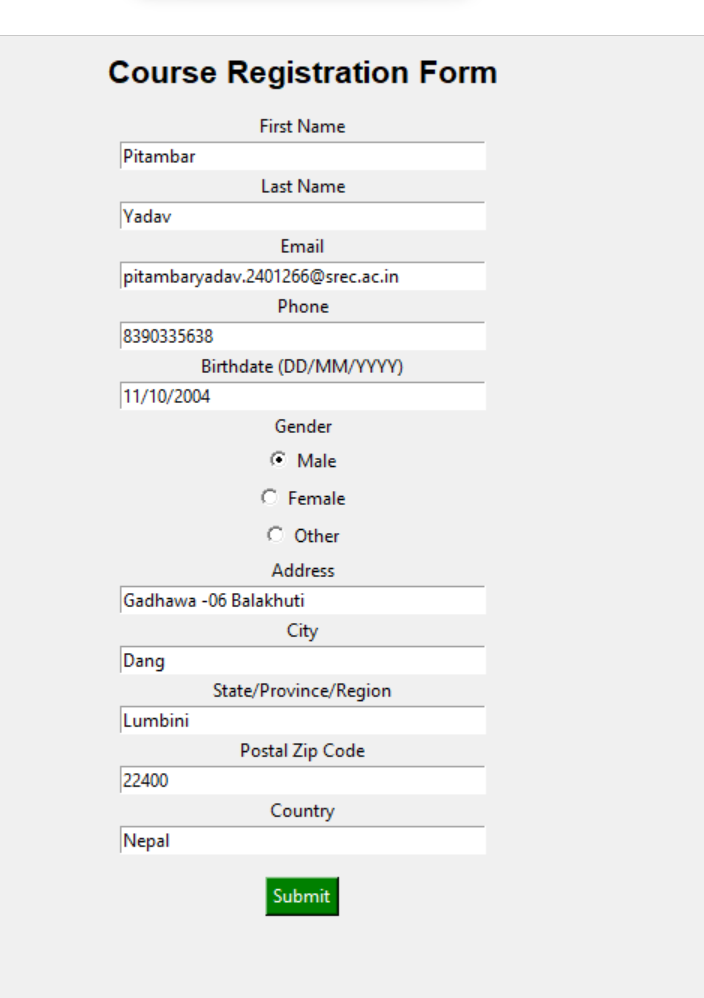 Course Registration Form
First Name
Pitambar
Last Name
Yadav
Email
pitambaryadav.2401266@srec.ac.in
Phone
8390335638
Birthdate (DD/MM/YYYY)
11/10/2004
Gender
Male
Female
Other
Address
Gadhawa -06 Balakhuti
City
Dang
State/Province/Region
Lumbini
Postal Zip Code
22400
Country
Nepal
Submit